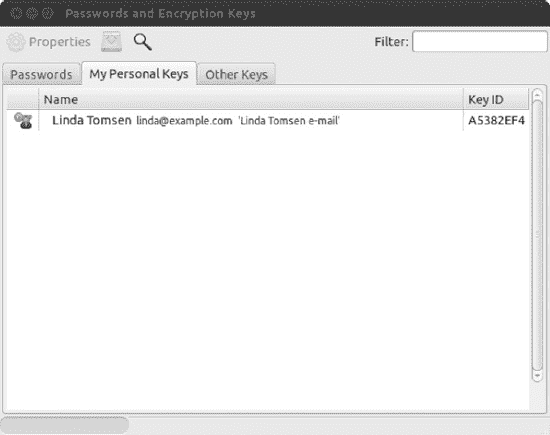 Passwords and Encryption Keys
Properties
Filter:
Passwords
My Personal Keys
Other Keys
Name
Key ID
Linda Tomsen linda@example.com 'Linda Tomsen e-mail'
A5382EF4